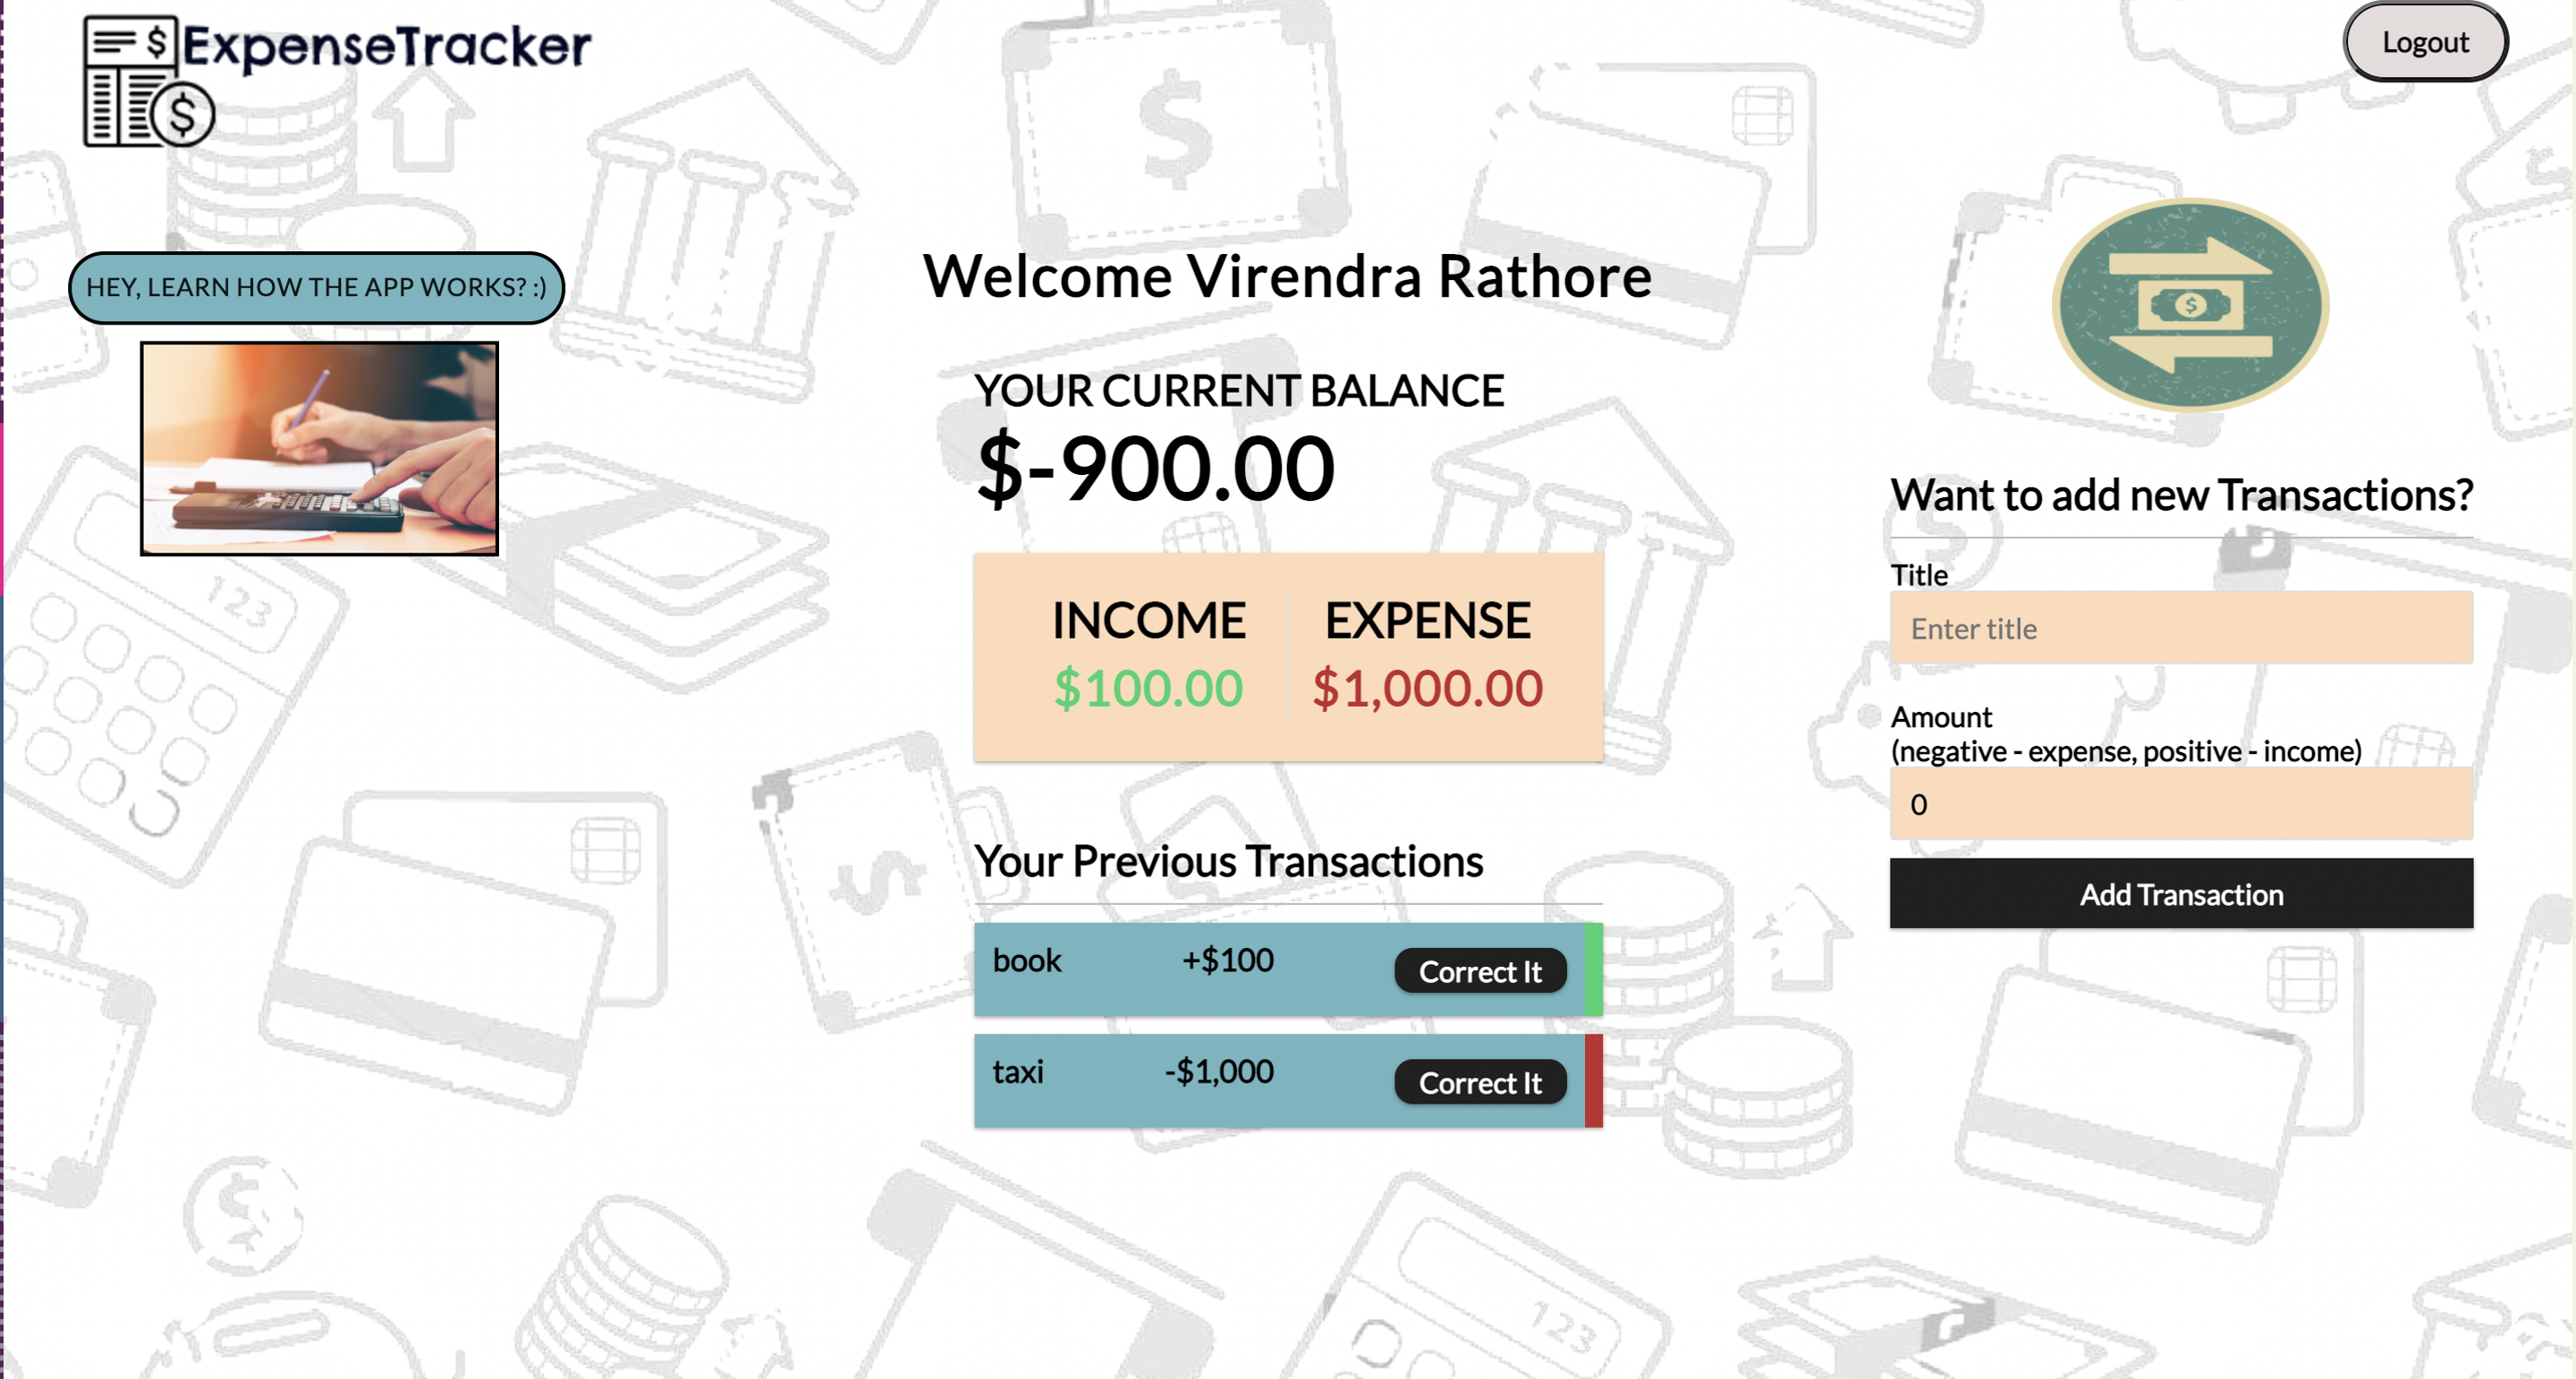 ExpenseTracker
Logout
HEY, LEARN HOW THE APP WORKS? :)
Welcome Virendra Rathore
YOUR CURRENT BALANCE
$-900.00
INCOME
$100.00
EXPENSE
$1,000.00
Your Previous Transactions
book +$100 Correct It
taxi -$1,000 Correct It
Want to add new Transactions?
Title
Enter title
Amount
(negative - expense, positive - income)
0
Add Transaction
123
123